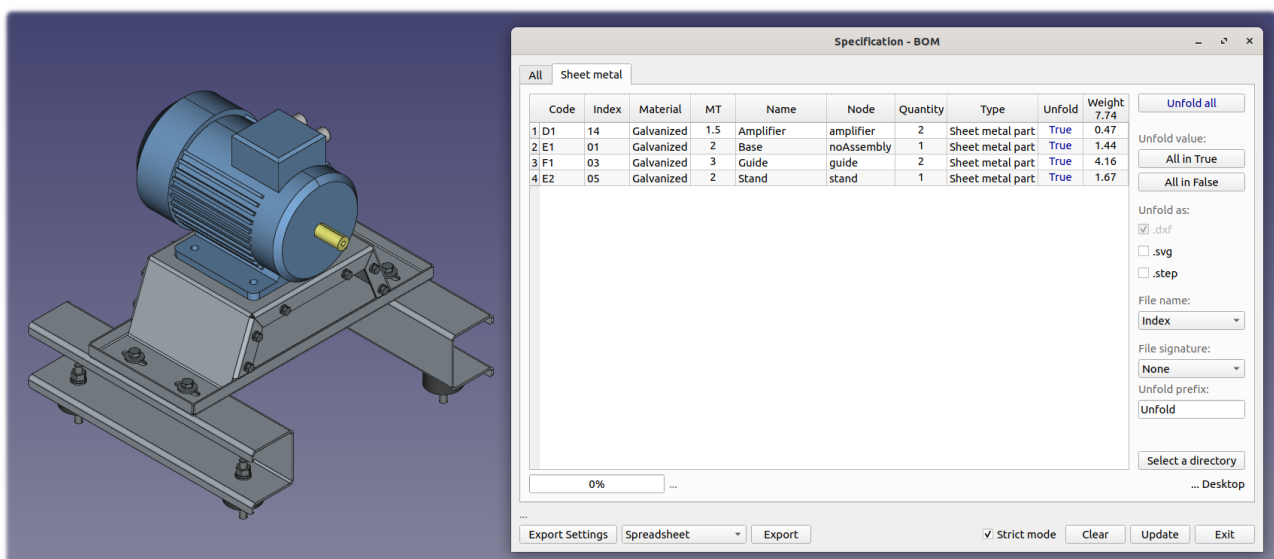 Specification - BOM
All Sheet metal
Code Index Material MT Name Node Quantity Type Unfold Weight 7.74
1 D1 14 Galvanized 1.5 Amplifier amplifier 2 Sheet metal part True 0.47
2 E1 01 Galvanized 2 Base noAssembly 1 Sheet metal part True 1.44
3 F1 03 Galvanized 3 Guide guide 2 Sheet metal part True 4.16
4 E2 05 Galvanized 2 Stand stand 1 Sheet metal part True 1.67
Unfold all
Unfold value:
All in True
All in False
Unfold as:
.dxf
.svg
.step
File name:
Index
File signature:
None
Unfold prefix:
Unfold
Select a directory
0% ...
... Desktop
...
Export Settings Spreadsheet Export Strict mode Clear Update Exit